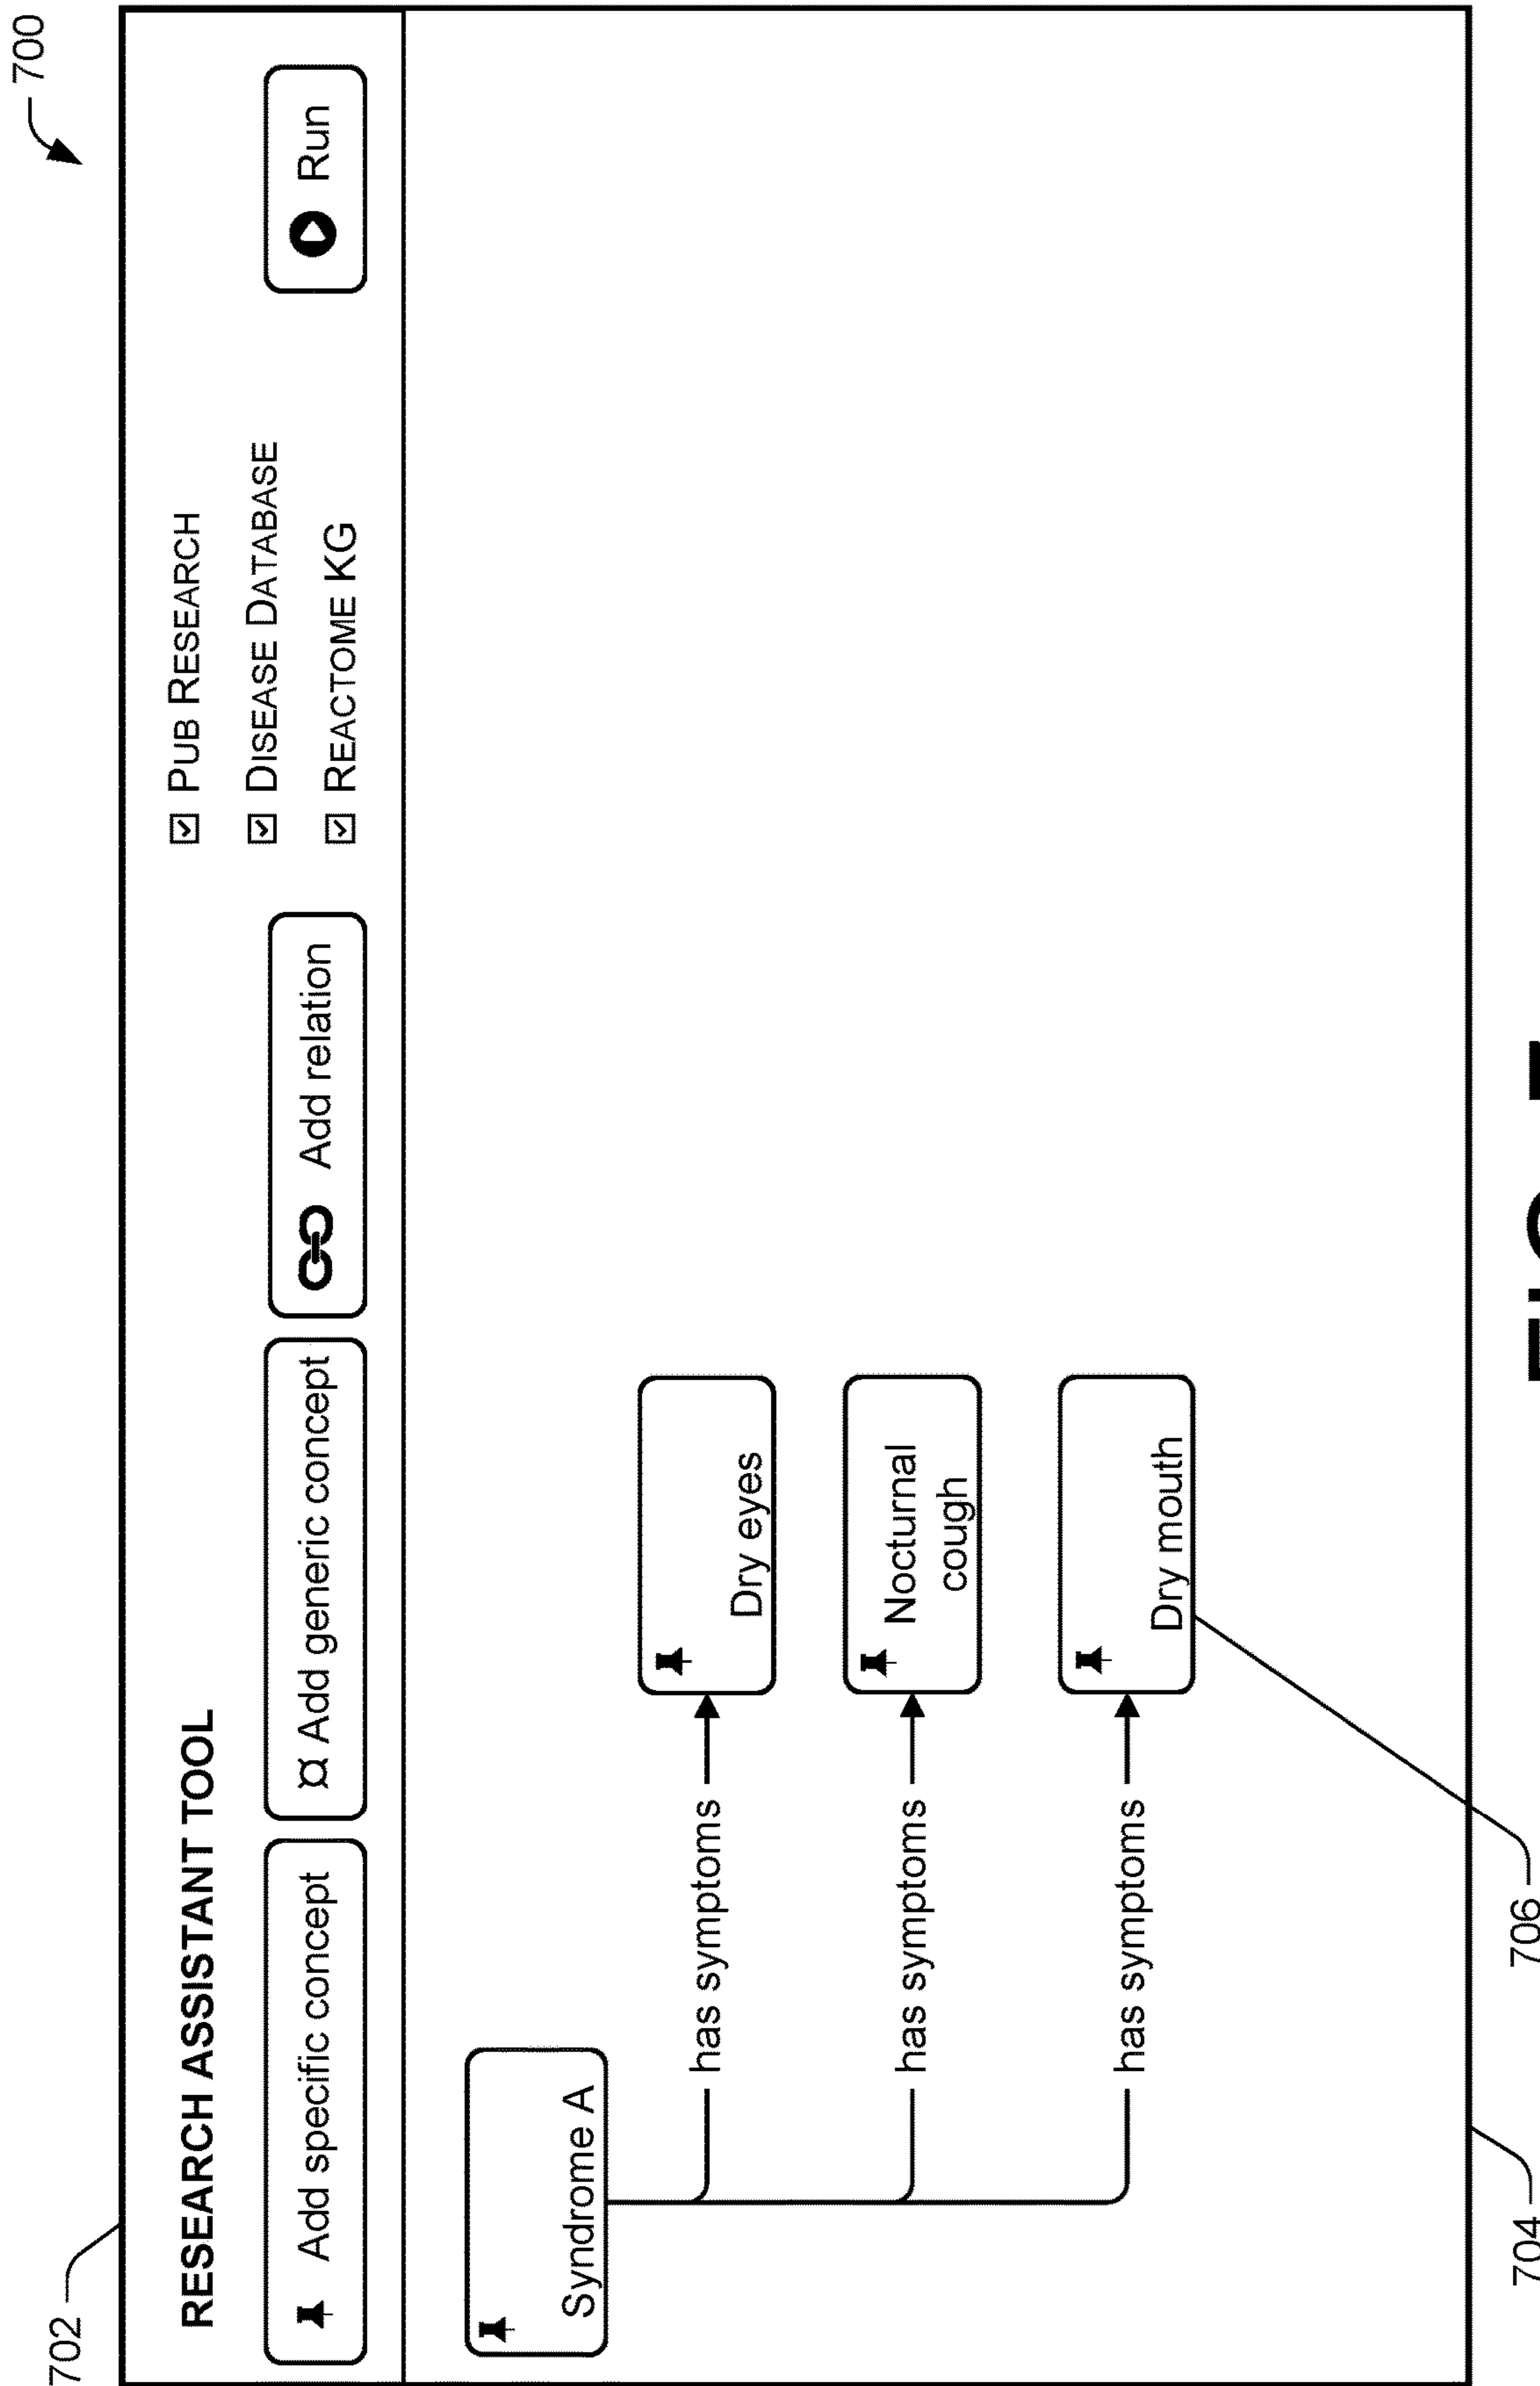 700
702
RESEARCH ASSISTANT TOOL
Add specific concept
Add generic concept
Add relation
PUB RESEARCH
DISEASE DATABASE
REACTOME KG
Run
Syndrome A
has symptoms
Dry eyes
has symptoms
Nocturnal
cough
has symptoms
Dry mouth
704
706